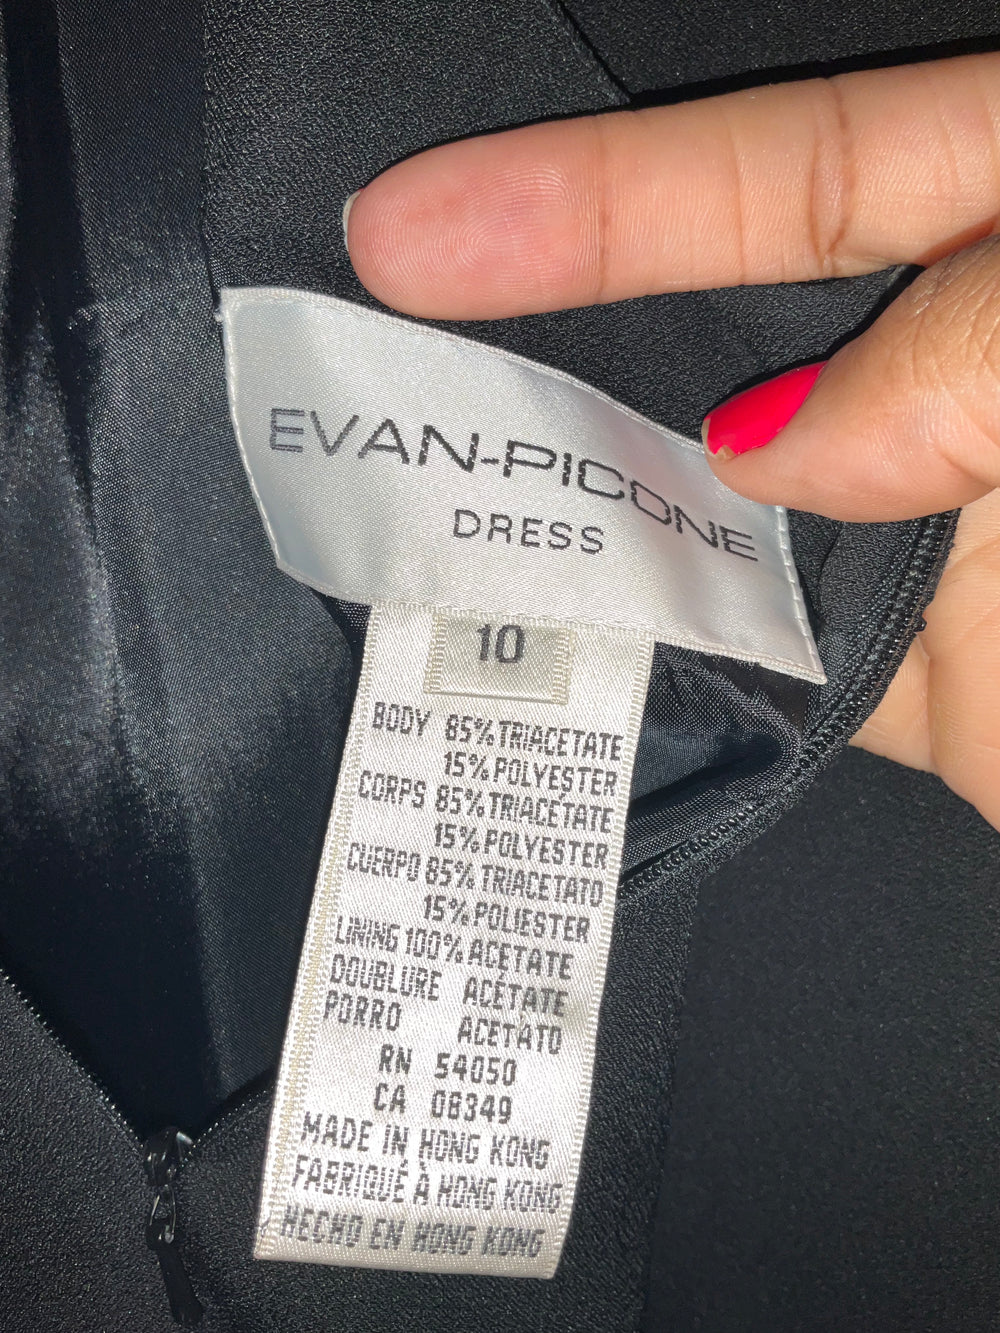 EVAN-PICONE
DRESS
10
BODY 85% TRIACETATE
15% POLYESTER
CORPS 85% TRIACÉTATE
15% POLYESTER
CUERPO 85% TRIACETATO
15% POLIESTER
LINING 100% ACETATE
DOUBLURE ACÉTATE
PORRO ACETATO
RN 54050
CA 08349
MADE IN HONG KONG
FABRIQUÉ À HONG KONG
HECHO EN HONG KONG